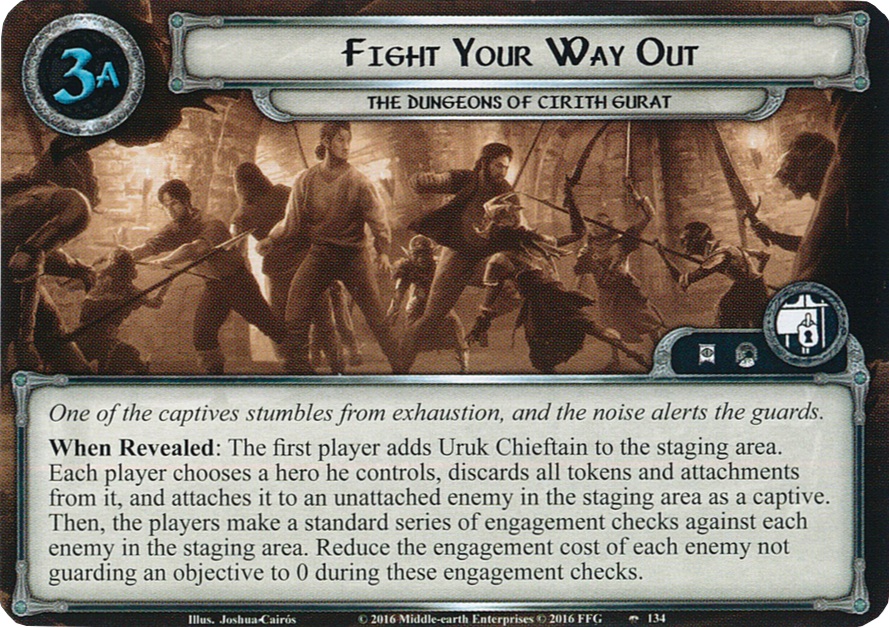 3A
Fight Your Way Out
The Dungeons of Cirith Gurat
One of the captives stumbles from exhaustion, and the noise alerts the guards.
When Revealed: The first player adds Uruk Chieftain to the staging area.
Each player chooses a hero he controls, discards all tokens and attachments
from it, and attaches it to an unattached enemy in the staging area as a captive.
Then, the players make a standard series of engagement checks against each
enemy in the staging area. Reduce the engagement cost of each enemy not
guarding an objective to 0 during these engagement checks.
Illus. Joshua Cairós © 2016 Middle-earth Enterprises © 2016 FFG 134